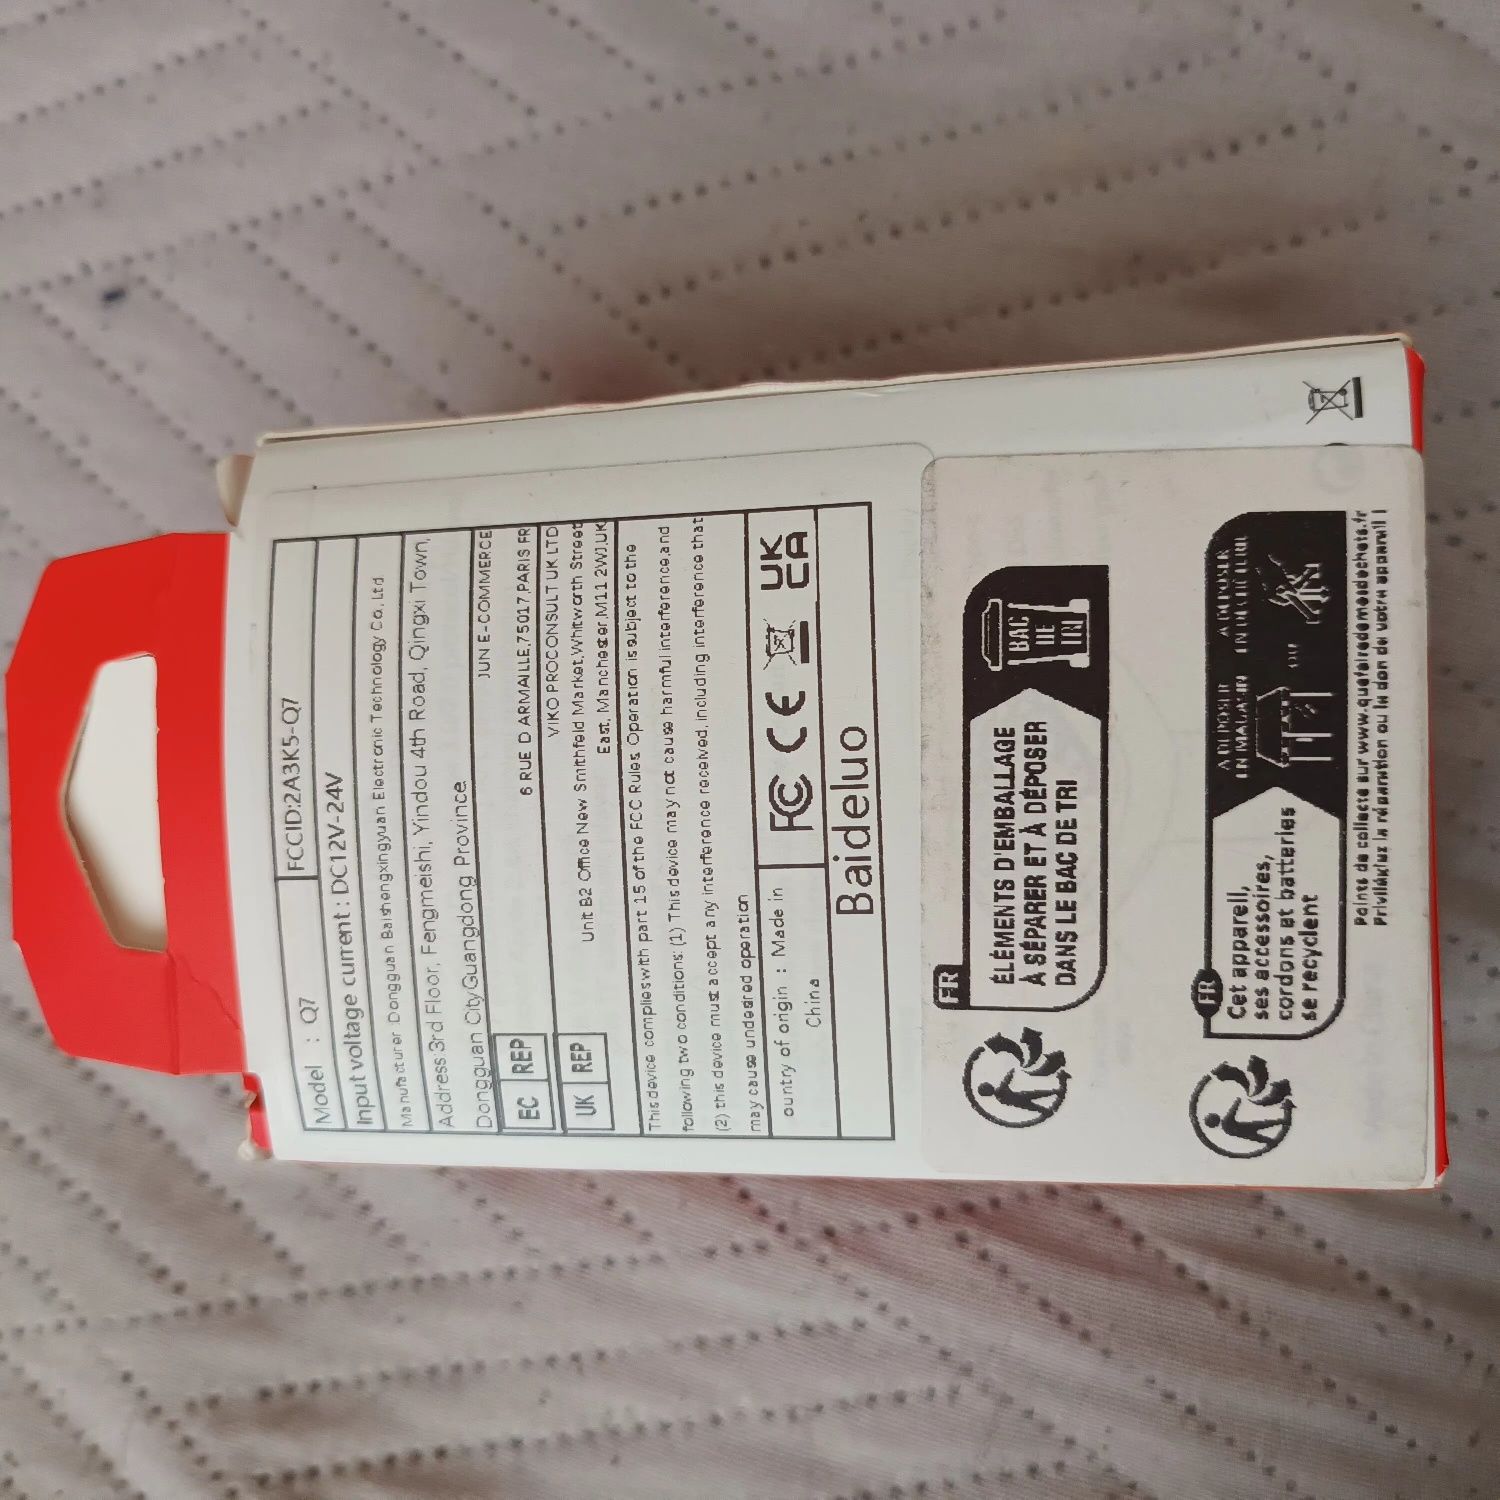 Model : Q7
FCCID:2A3K5-Q7
Input voltage current : DC12V-24V
Manufacturer Dongguan Baishengxingyuan Electronic Technology Co., Ltd
Address 3rd Floor, Fengmeishi, Yindou 4th Road, Qingxi Town,
Dongguan CityGuangdong Province
EC REP
JUN E-COMMERCE
6 RUE D ARMAILLE,75017,PARIS FR
UK REP
VIKO PROCONSULT UK LTD
Unit B2 Office New Smithfeld Market,Whitworth Street
East, Manchester,M11 2WJ,UK
This device complies with part 15 of the FCC Rules. Operation is subject to the
following two conditions: (1) This device may not cause harmful interference,and
(2) this device must accept any interference received, including interference that
may cause undesired operation
ountry of origin : Made in
China
FC CE UK
CA
Baideluo
FR
ÉLÉMENTS D'EMBALLAGE
À SÉPARER ET À DÉPOSER
DANS LE BAC DE TRI
BAC
DE
TRI
FR
Cet appareil,
ses accessoires,
cordons et batteries
se recyclent
À DÉPOSER
EN MAGASIN
OU
À DÉPOSER
EN DÉCHÈTERIE
Points de collecte sur www.quefairedemesdechets.fr
Privilégiez la réparation ou le don de votre appareil !